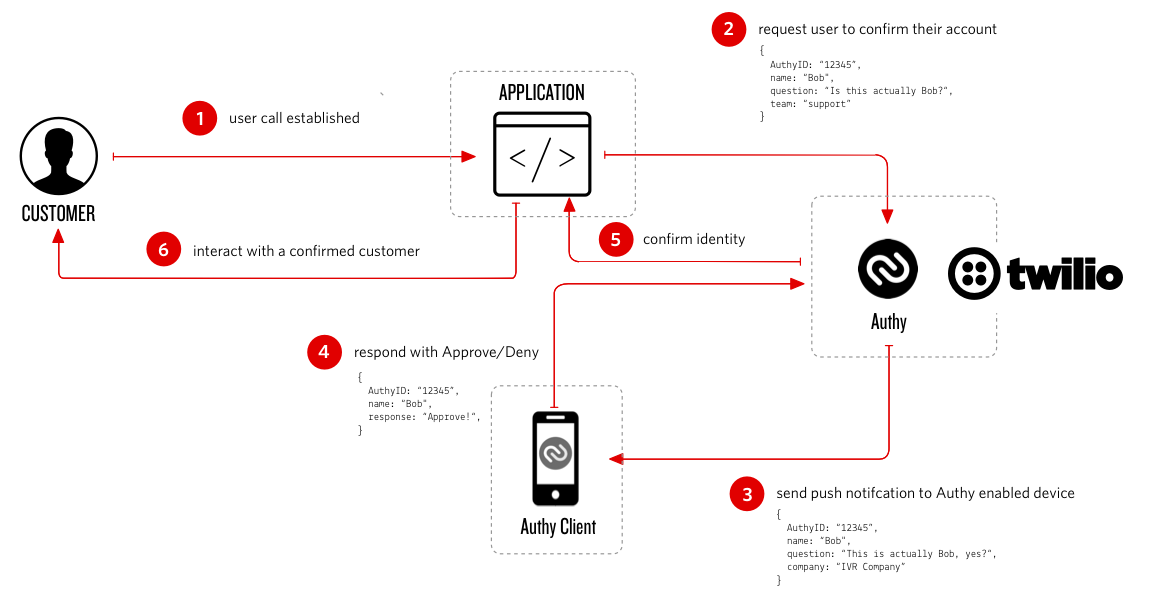 2 request user to confirm their account
{
AuthyID: "12345",
name: "Bob",
question: "Is this actually Bob?",
team: "support"
}
APPLICATION
</>
1 user call established
CUSTOMER
5 confirm identity
6 interact with a confirmed customer
twilio
Authy
4 respond with Approve/Deny
{
AuthyID: "12345",
name: "Bob",
response: "Approve!",
}
Authy Client
3 send push notifcation to Authy enabled device
{
AuthyID: "12345",
name: "Bob",
question: "This is actually Bob, yes?",
company: "IVR Company"
}